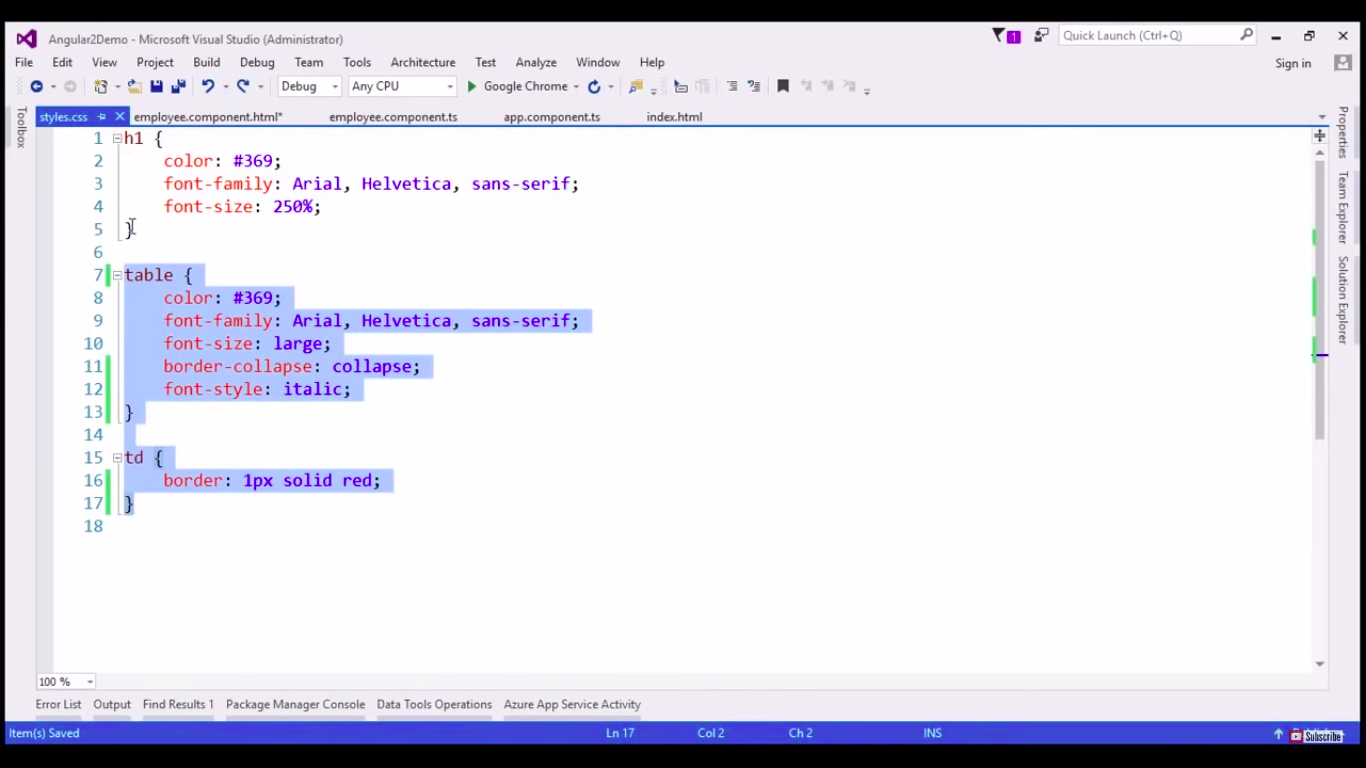 Angular2Demo - Microsoft Visual Studio (Administrator)
1
Quick Launch (Ctrl+Q)
File Edit View Project Build Debug Team Tools Architecture Test Analyze Window Help
Sign in
Debug Any CPU Google Chrome
Toolbox
styles.css employee.component.html* employee.component.ts app.component.ts index.html
Properties
Team Explorer
Solution Explorer
1 h1 {
2 color: #369;
3 font-family: Arial, Helvetica, sans-serif;
4 font-size: 250%;
5 }
6
7 table {
8 color: #369;
9 font-family: Arial, Helvetica, sans-serif;
10 font-size: large;
11 border-collapse: collapse;
12 font-style: italic;
13 }
14
15 td {
16 border: 1px solid red;
17 }
18
100 %
Error List Output Find Results 1 Package Manager Console Data Tools Operations Azure App Service Activity
Item(s) Saved Ln 17 Col 2 Ch 2 INS
Subscribe